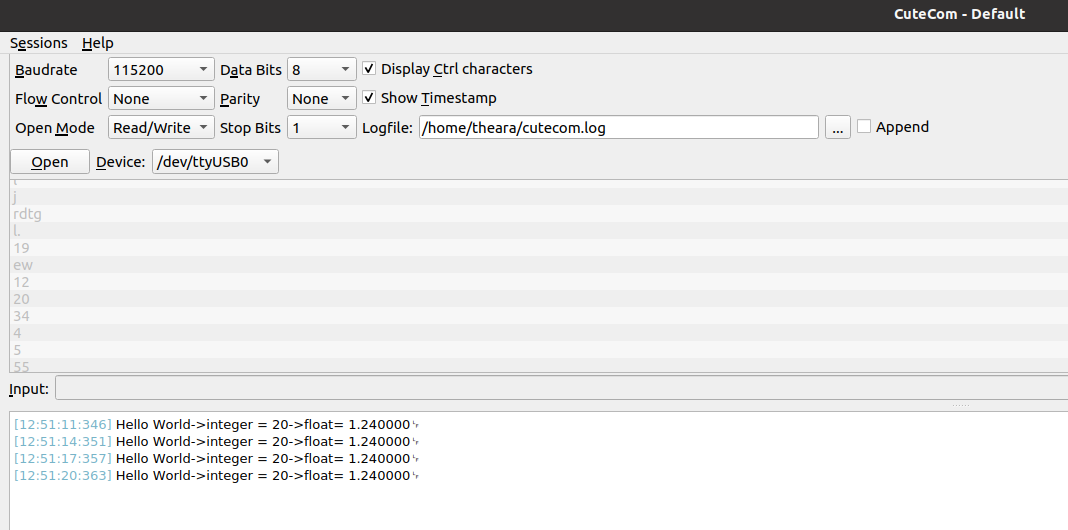 CuteCom - Default
Sessions Help
Baudrate 115200 Data Bits 8 Display Ctrl characters
Flow Control None Parity None Show Timestamp
Open Mode Read/Write Stop Bits 1 Logfile: /home/theara/cutecom.log ... Append
Open Device: /dev/ttyUSB0
j
rdtg
l.
19
ew
12
20
34
4
5
55
Input:
[12:51:11:346] Hello World->integer = 20->float= 1.240000␍
[12:51:14:351] Hello World->integer = 20->float= 1.240000␍
[12:51:17:357] Hello World->integer = 20->float= 1.240000␍
[12:51:20:363] Hello World->integer = 20->float= 1.240000␍